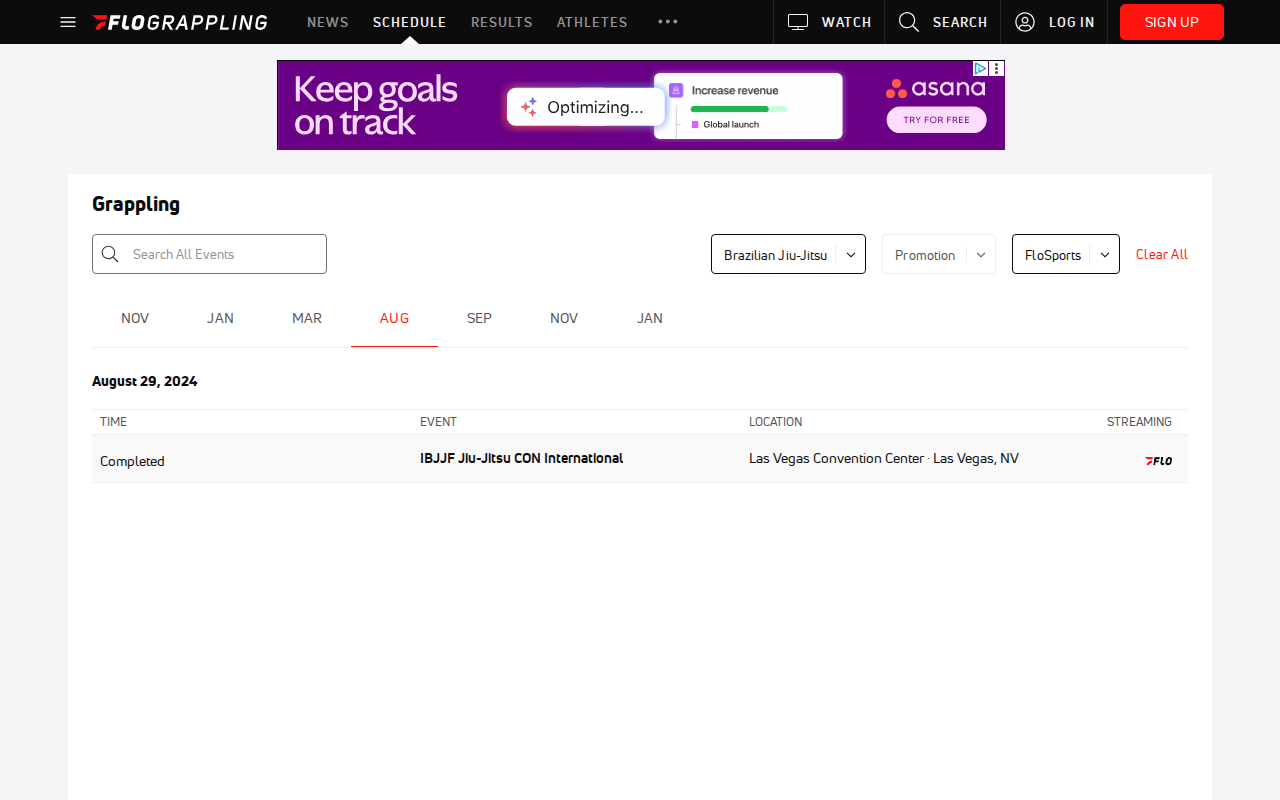 FLOGRAPPLING NEWS SCHEDULE RESULTS ATHLETES WATCH SEARCH LOG IN SIGN UP
Keep goals
on track
Optimizing...
Increase revenue
Global launch
asana
TRY FOR FREE
Grappling
Search All Events Brazilian Jiu-Jitsu Promotion FloSports Clear All
NOV JAN MAR AUG SEP NOV JAN
August 29, 2024
TIME EVENT LOCATION STREAMING
Completed IBJJF Jiu-Jitsu CON International Las Vegas Convention Center · Las Vegas, NV FLO